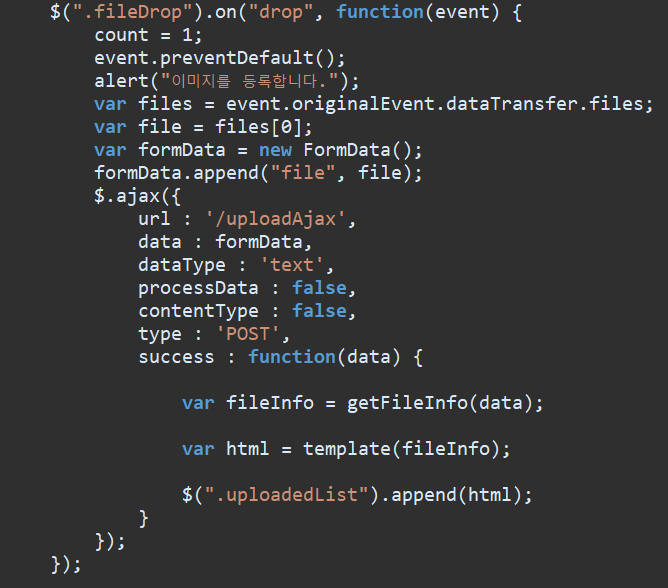 $(".fileDrop").on("drop", function(event) {
count = 1;
event.preventDefault();
alert("이미지를 등록합니다.");
var files = event.originalEvent.dataTransfer.files;
var file = files[0];
var formData = new FormData();
formData.append("file", file);
$.ajax({
url : '/uploadAjax',
data : formData,
dataType : 'text',
processData : false,
contentType : false,
type : 'POST',
success : function(data) {
var fileInfo = getFileInfo(data);
var html = template(fileInfo);
$(".uploadedList").append(html);
}
});
});